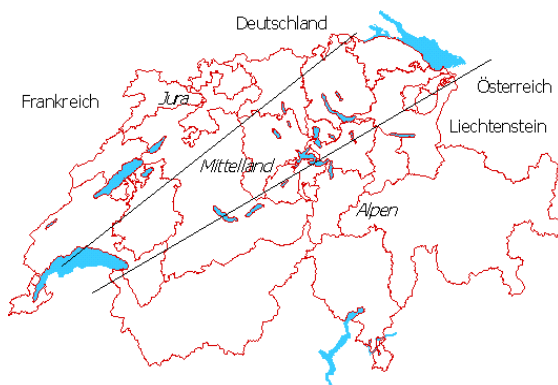 Deutschland
Österreich
Frankreich
Jura
Liechtenstein
Mittelland
Alpen